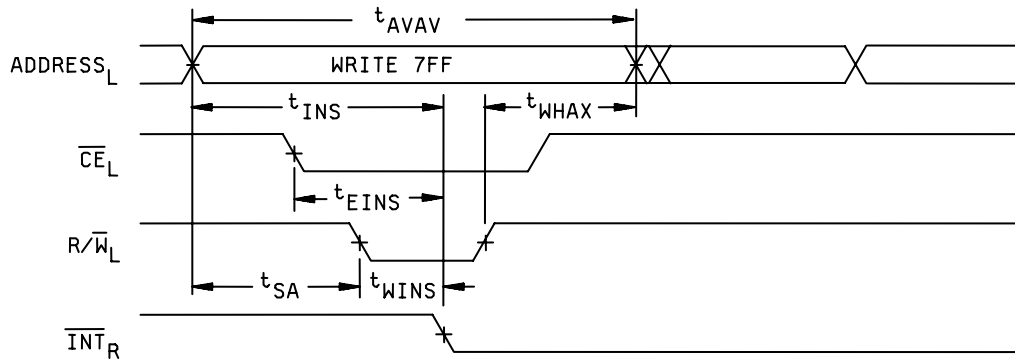 tAVAV
ADDRESSL WRITE 7FF
tINS tWHAX
CEL
tEINS
R/WL
tSA tWINS
INTR